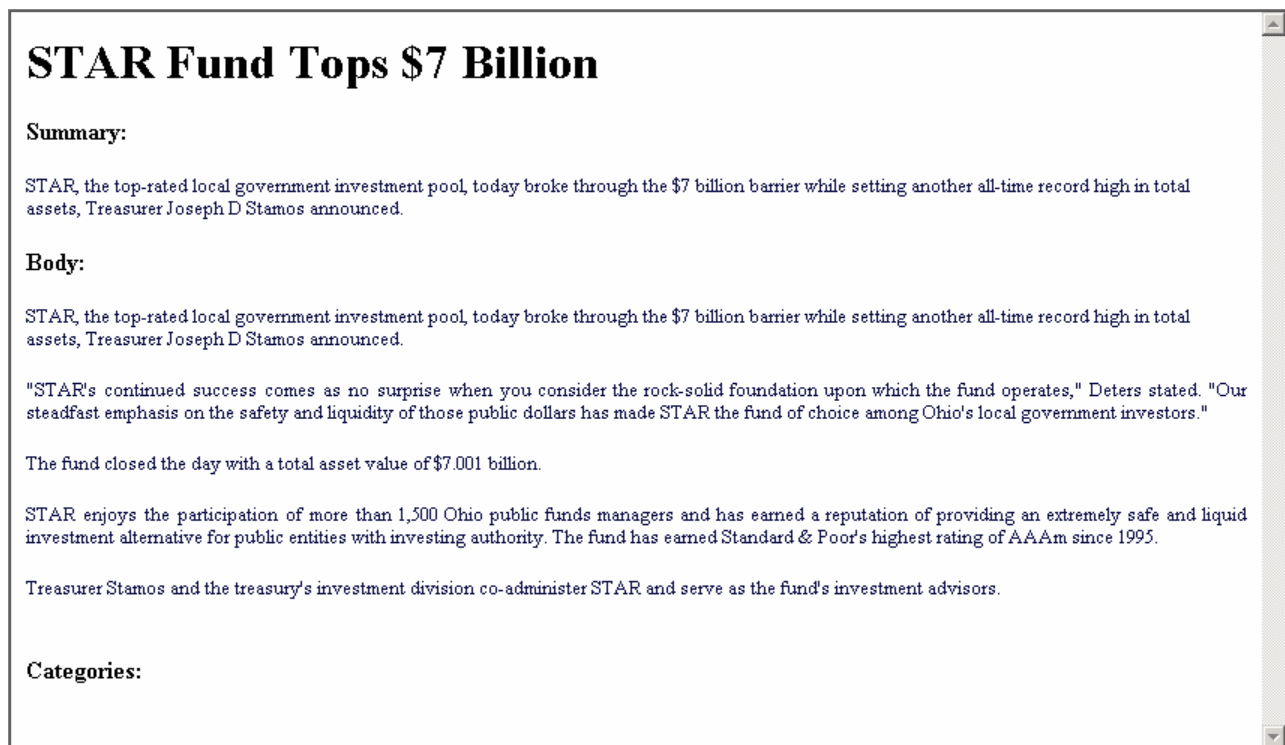 STAR Fund Tops $7 Billion
Summary:
STAR, the top-rated local government investment pool, today broke through the $7 billion barrier while setting another all-time record high in total
assets, Treasurer Joseph D Stamos announced.
Body:
STAR, the top-rated local government investment pool, today broke through the $7 billion barrier while setting another all-time record high in total
assets, Treasurer Joseph D Stamos announced.
"STAR's continued success comes as no surprise when you consider the rock-solid foundation upon which the fund operates," Deters stated. "Our
steadfast emphasis on the safety and liquidity of those public dollars has made STAR the fund of choice among Ohio's local government investors."
The fund closed the day with a total asset value of $7.001 billion.
STAR enjoys the participation of more than 1,500 Ohio public funds managers and has earned a reputation of providing an extremely safe and liquid
investment alternative for public entities with investing authority. The fund has earned Standard & Poor's highest rating of AAAm since 1995.
Treasurer Stamos and the treasury's investment division co-administer STAR and serve as the fund's investment advisors.
Categories: